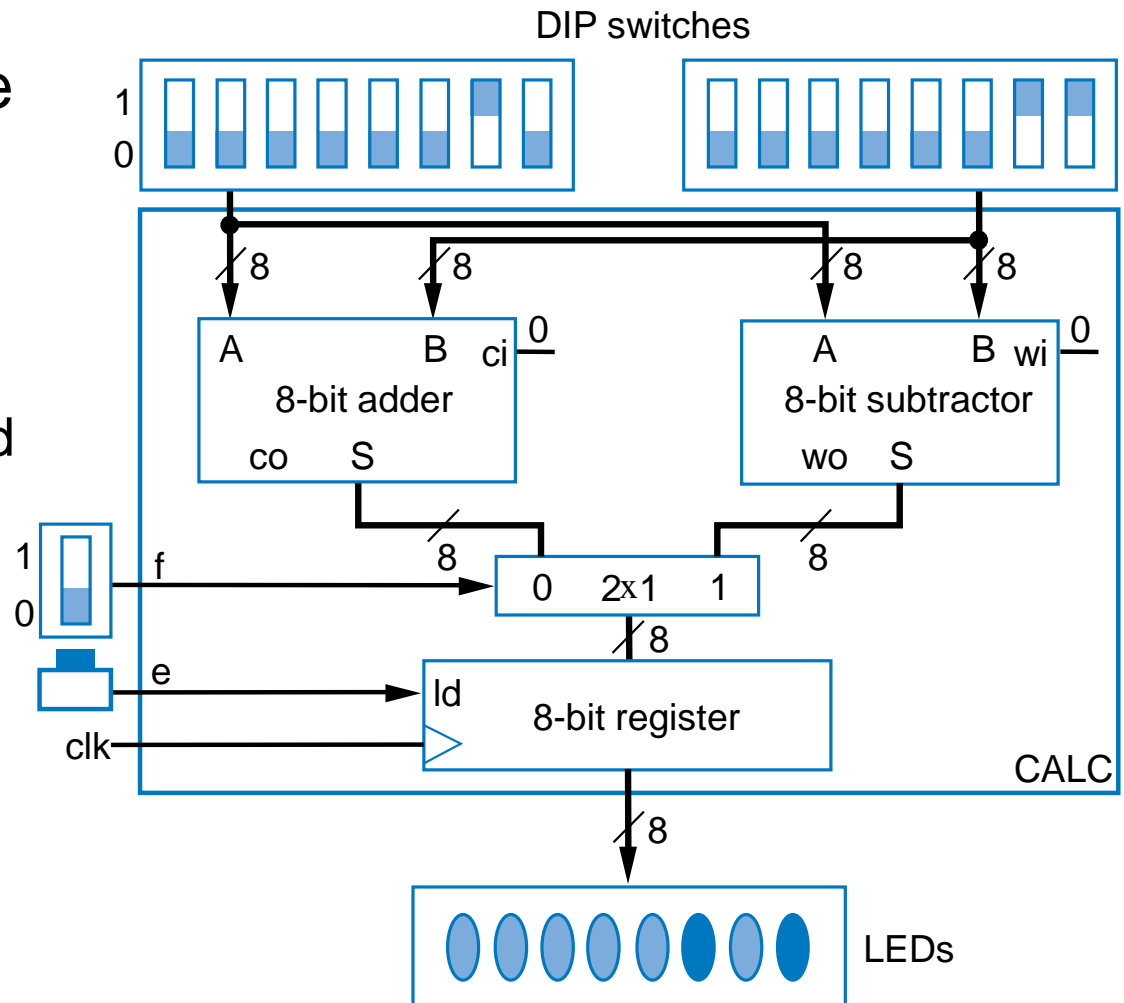 DIP switches
e
1
0
8 8 8 8
A B ci 0
A B wi 0
8-bit adder
8-bit subtractor
d
co S
wo S
8 8
1
0
f
0 2x1 1
8
e
ld
8-bit register
clk
CALC
8
LEDs